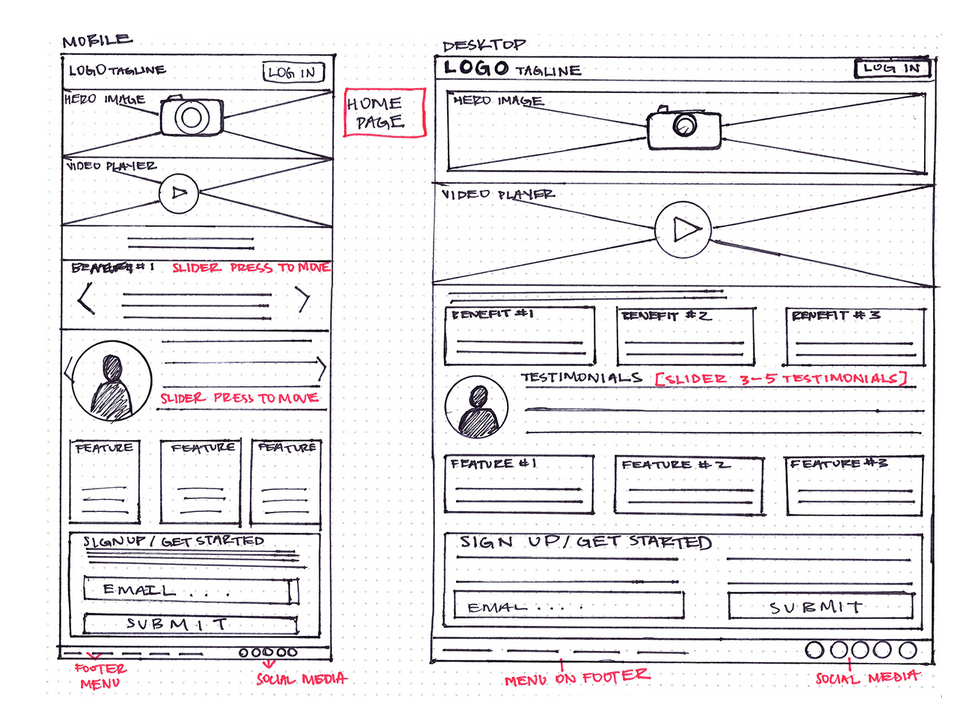 MOBILE
LOGO TAGLINE
LOG IN
HERO IMAGE
VIDEO PLAYER
#1 SLIDER PRESS TO MOVE
SLIDER PRESS TO MOVE
FEATURE
FEATURE
FEATURE
SIGN UP / GET STARTED
EMAIL . . .
SUBMIT
FOOTER
MENU
SOCIAL MEDIA
HOME
PAGE
DESKTOP
LOGO TAGLINE
LOG IN
HERO IMAGE
VIDEO PLAYER
BENEFIT #1
BENEFIT #2
BENEFIT #3
TESTIMONIALS [SLIDER 3-5 TESTIMONIALS]
FEATURE #1
FEATURE #2
FEATURE #3
SIGN UP / GET STARTED
EMAL . . . .
SUBMIT
MENU ON FOOTER
SOCIAL MEDIA